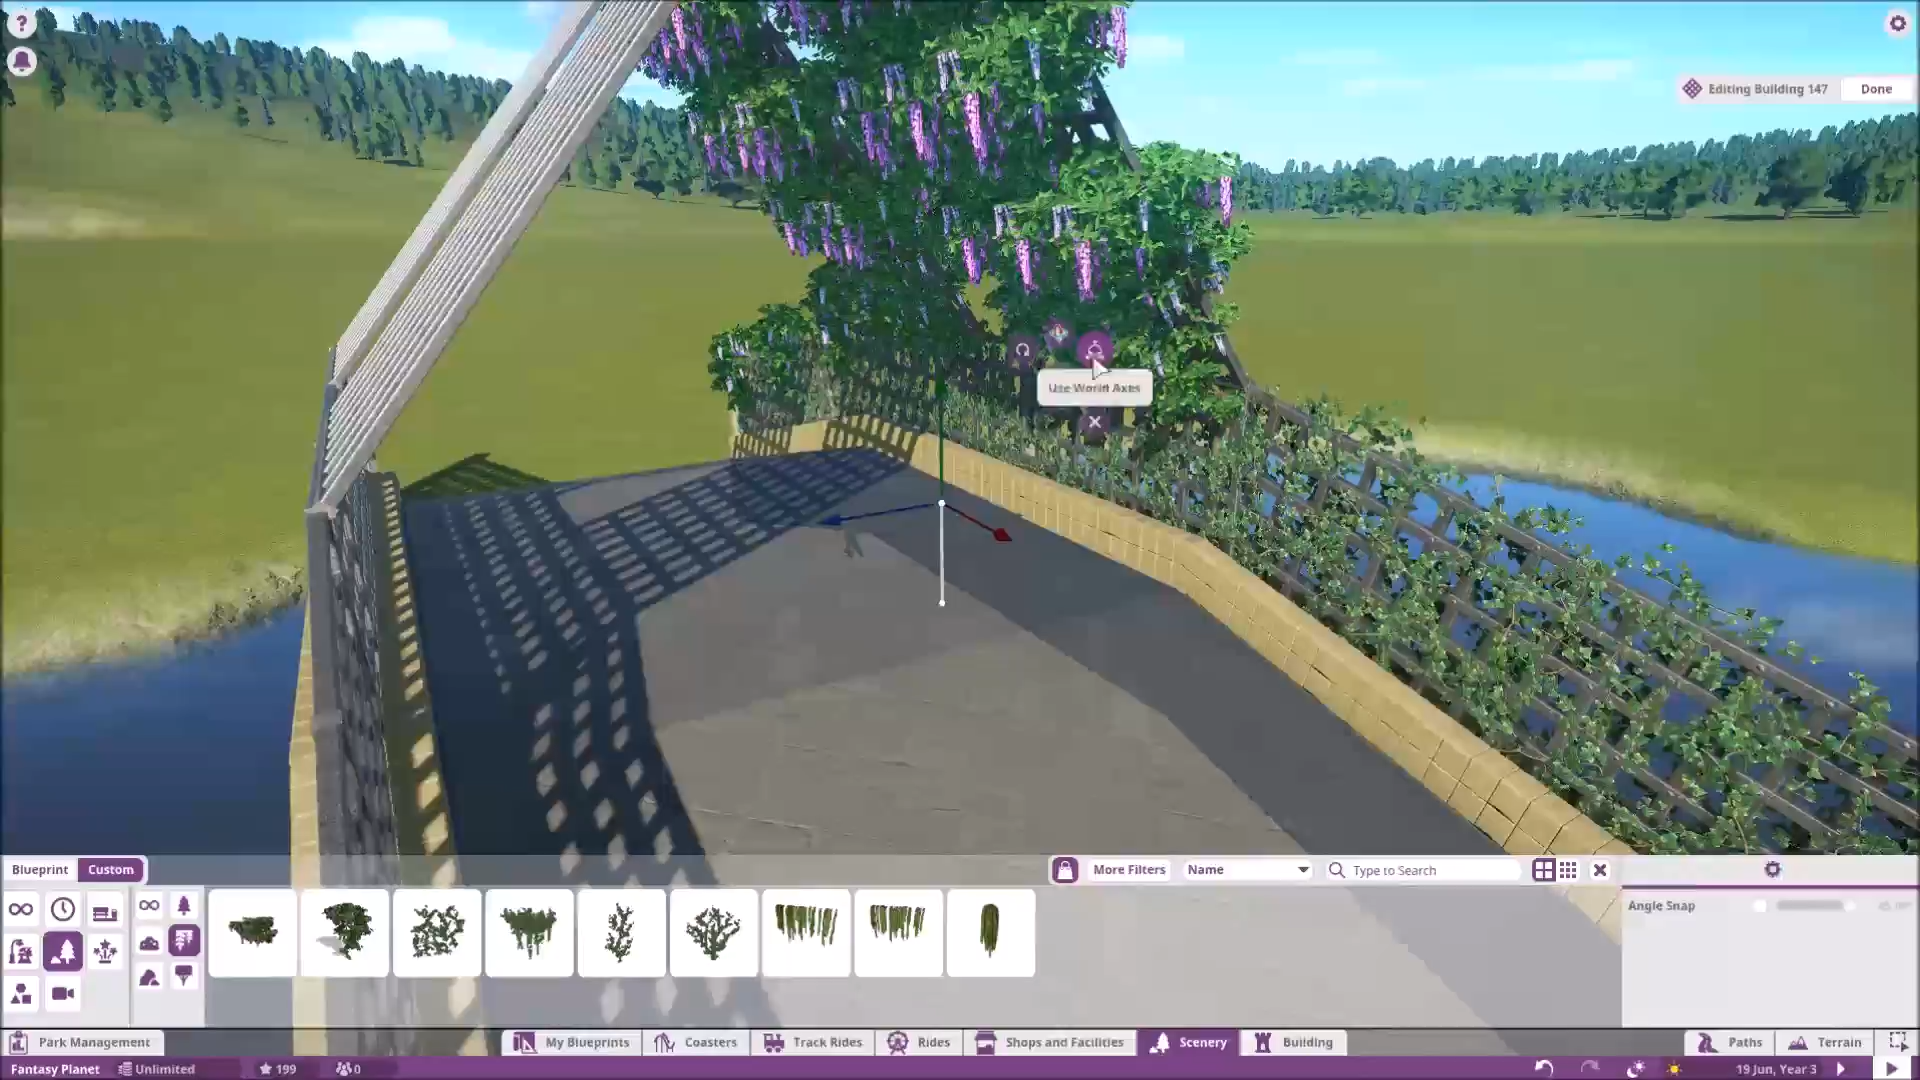 Editing Building 147
Done
Use World Axes
Blueprint
Custom
More Filters
Name
Type to Search
Angle Snap
Park Management
My Blueprints
Coasters
Track Rides
Rides
Shops and Facilities
Scenery
Building
Paths
Terrain
Fantasy Planet
Unlimited
199
0
19 Jun, Year 3